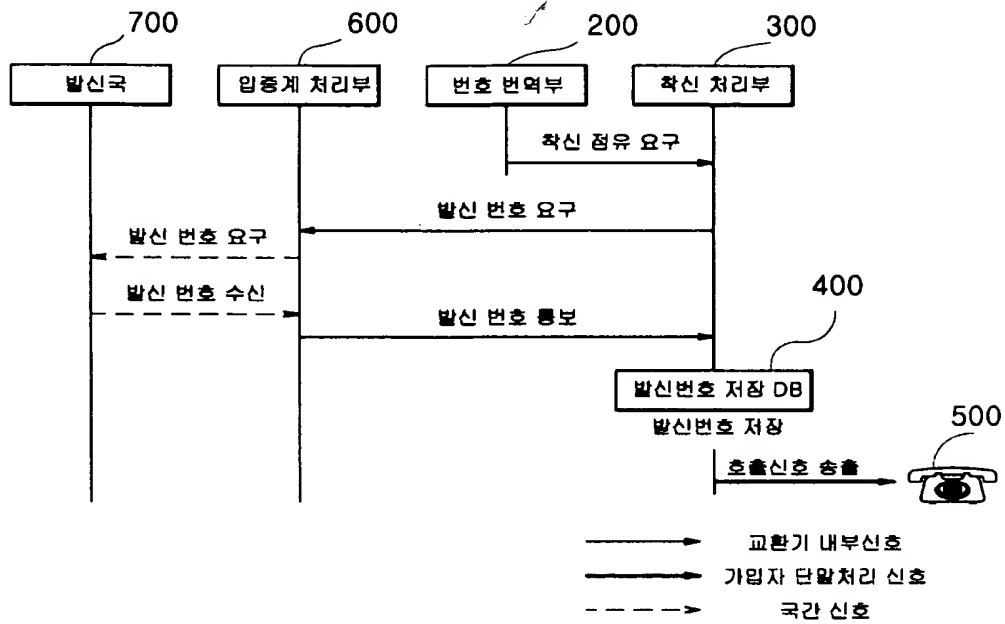 700
600
200
300
발신국
입중계 처리부
번호 번역부
착신 처리부
착신 점유 요구
발신 번호 요구
발신 번호 요구
발신 번호 수신
발신 번호 통보
400
발신번호 저장 DB
발신번호 저장
500
호출신호 송출
교환기 내부신호
가입자 단말처리 신호
국간 신호